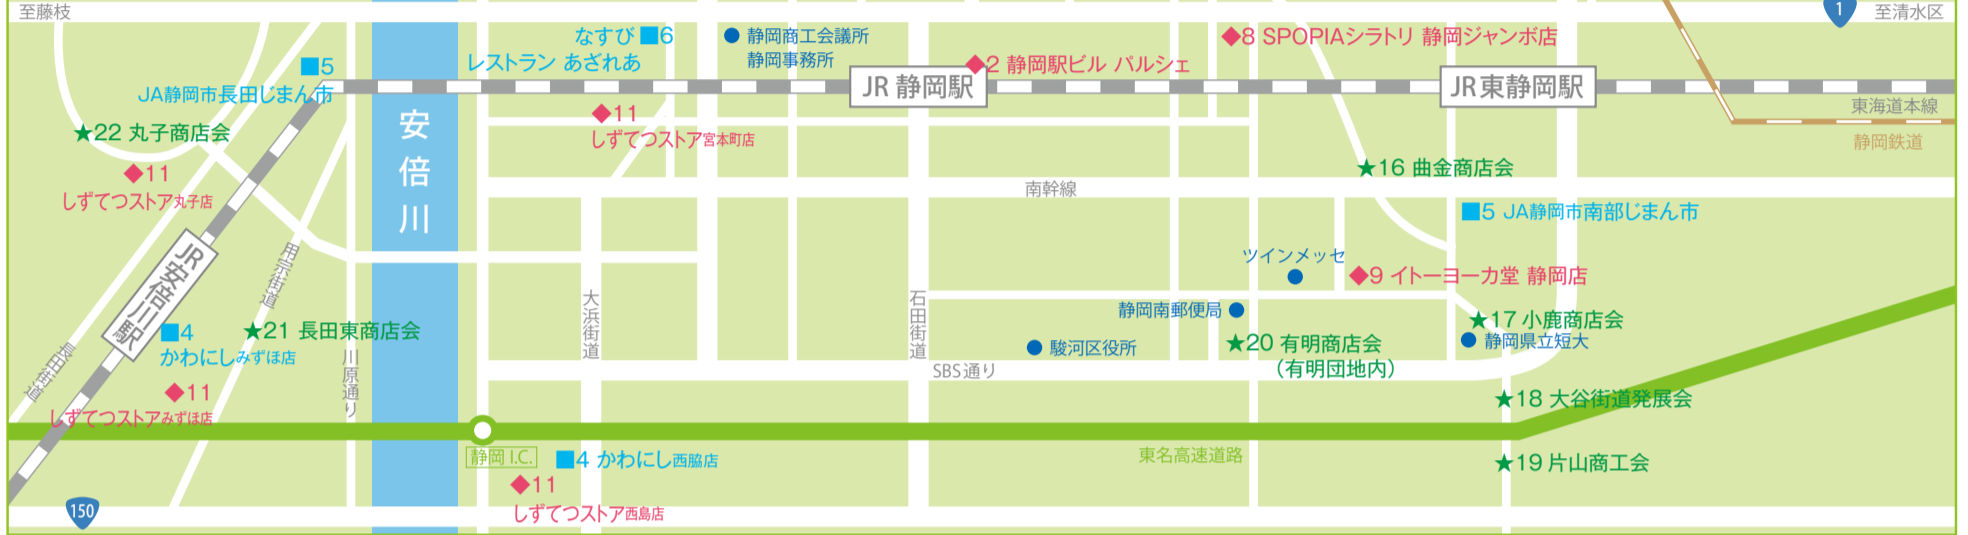 至藤枝
1
至清水区
なすび ■6
レストラン あざれあ
静岡商工会議所
静岡事務所
◆8 SPOPIAシラトリ 静岡ジャンボ店
◆2 静岡駅ビル パルシェ
■5
JA静岡市長田じまん市
JR 静岡駅
JR 東静岡駅
東海道本線
静岡鉄道
安倍川
◆11
しずてつストア宮本町店
★22 丸子商店会
◆11
しずてつストア丸子店
★16 曲金商店会
南幹線
■5 JA静岡市南部じまん市
JR安倍川駅
用宗街道
ツインメッセ
◆9 イトーヨーカ堂 静岡店
大浜街道
石田街道
静岡南郵便局
★17 小鹿商店会
静岡県立短大
■4
かわにしみずほ店
★21 長田東商店会
川原通り
駿河区役所
★20 有明商店会
（有明団地内）
SBS通り
長田街道
◆11
しずてつストアみずほ店
★18 大谷街道発展会
静岡 I.C.
■4 かわにし西脇店
東名高速道路
★19 片山商工会
◆11
しずてつストア西島店
150